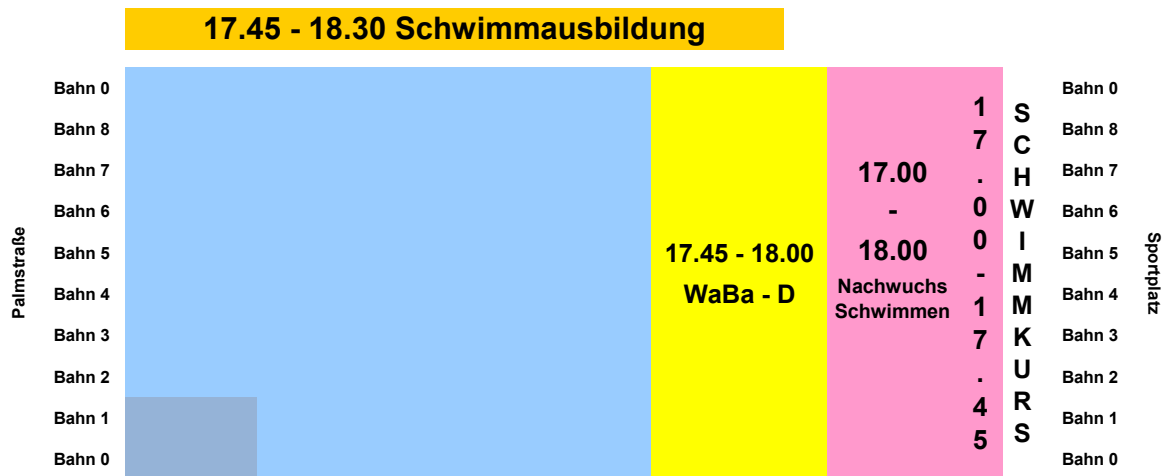 17.45 - 18.30 Schwimmausbildung
Palmstraße
Bahn 0
Bahn 8
Bahn 7
Bahn 6
Bahn 5
Bahn 4
Bahn 3
Bahn 2
Bahn 1
Bahn 0
17.45 - 18.00
WaBa - D
17.00
-
18.00
Nachwuchs
Schwimmen
17.00-17.45
SCHWIMMKURS
Bahn 0
Bahn 8
Bahn 7
Bahn 6
Bahn 5
Bahn 4
Bahn 3
Bahn 2
Bahn 1
Bahn 0
Sportplatz